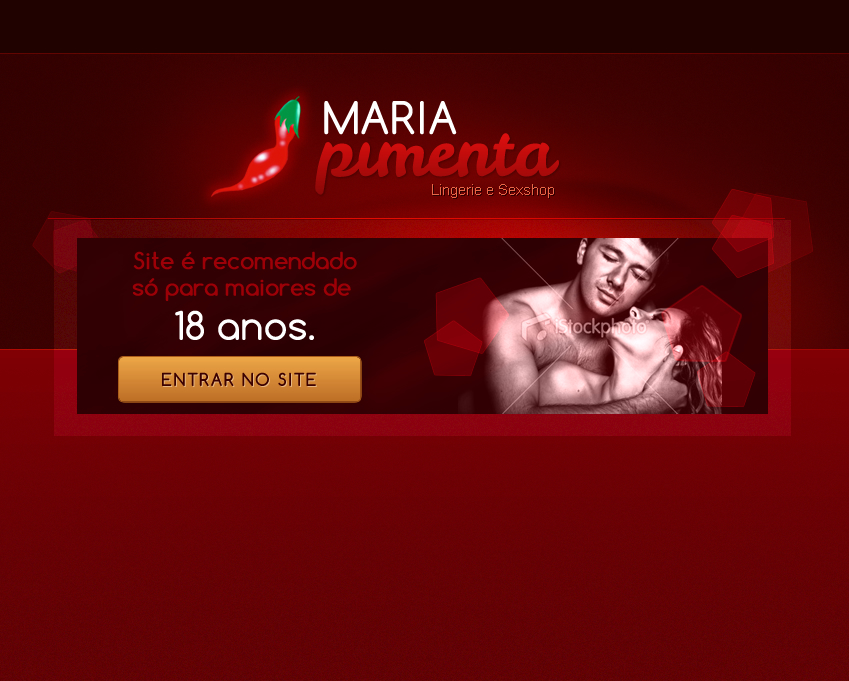 MARIA
pimenta
Lingerie e Sexshop
Site é recomendado
só para maiores de
18 anos.
ENTRAR NO SITE
iStockphoto